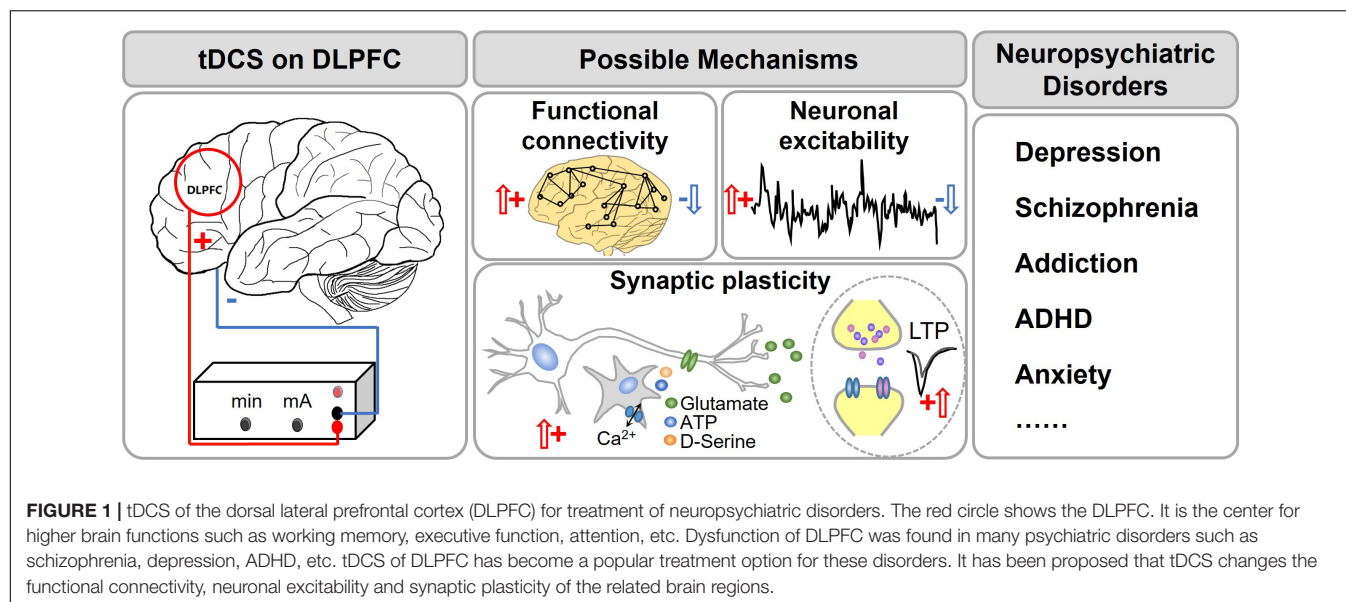 tDCS on DLPFC
Possible Mechanisms
Neuropsychiatric
Disorders
DLPFC
+
-
min
mA
Functional
connectivity
+
-
Neuronal
excitability
+
-
Synaptic plasticity
Glutamate
ATP
D-Serine
Ca2+
+
LTP
+
Depression
Schizophrenia
Addiction
ADHD
Anxiety
......
FIGURE 1 | tDCS of the dorsal lateral prefrontal cortex (DLPFC) for treatment of neuropsychiatric disorders. The red circle shows the DLPFC. It is the center for
higher brain functions such as working memory, executive function, attention, etc. Dysfunction of DLPFC was found in many psychiatric disorders such as
schizophrenia, depression, ADHD, etc. tDCS of DLPFC has become a popular treatment option for these disorders. It has been proposed that tDCS changes the
functional connectivity, neuronal excitability and synaptic plasticity of the related brain regions.